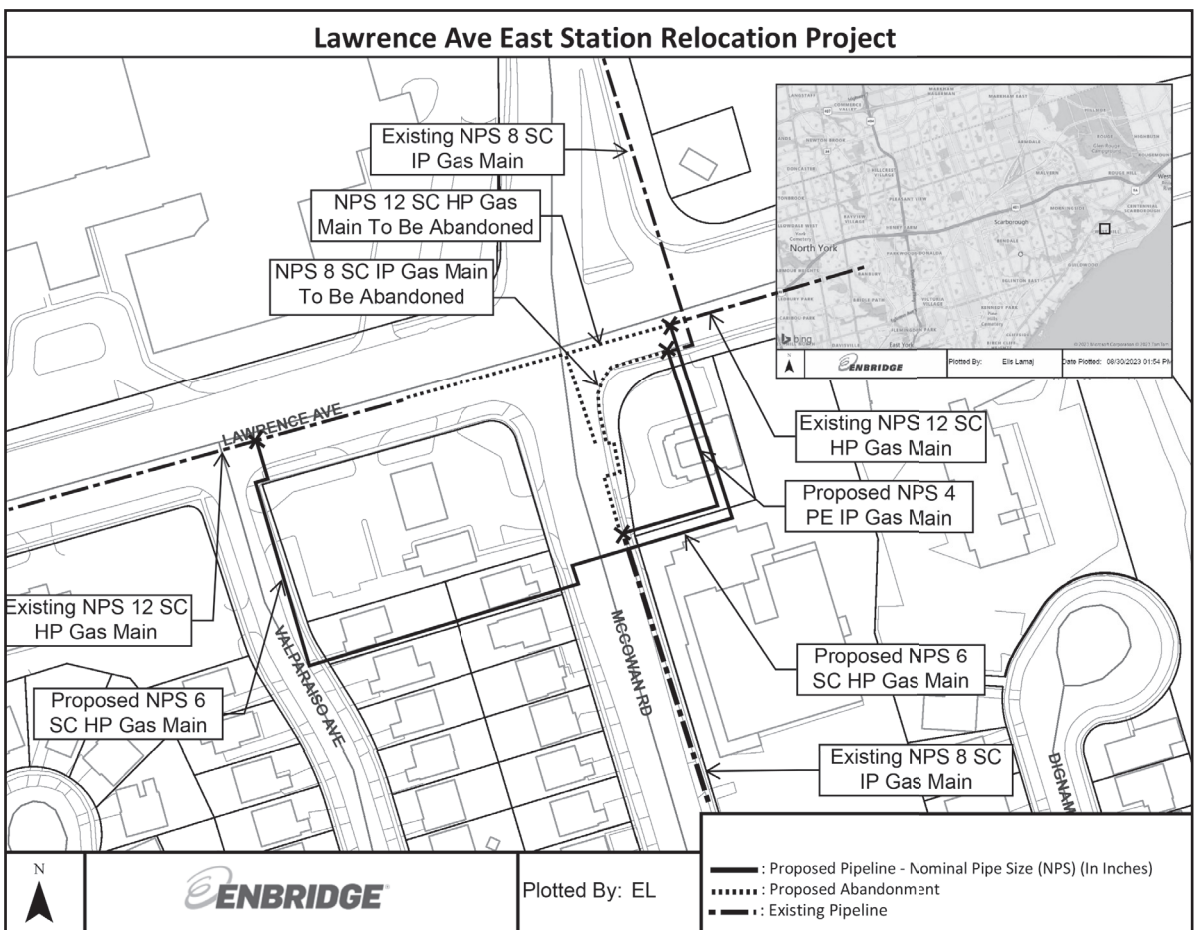 Lawrence Ave East Station Relocation Project
Existing NPS 8 SC
IP Gas Main
NPS 12 SC HP Gas
Main To Be Abandoned
NPS 8 SC IP Gas Main
To Be Abandoned
North York
Scarborough
bing
N
ENBRIDGE
Plotted By:
Elis Lamaj
Date Plotted: 08/30/2023 01:54 PM
LAWRENCE AVE
Existing NPS 12 SC
HP Gas Main
Proposed NPS 4
PE IP Gas Main
Existing NPS 12 SC
HP Gas Main
VALPARAISO AVE
MCCOWAN RD
Proposed NPS 6
SC HP Gas Main
Proposed NPS 6
SC HP Gas Main
Existing NPS 8 SC
IP Gas Main
DIGNAM
N
ENBRIDGE
Plotted By: EL
: Proposed Pipeline - Nominal Pipe Size (NPS) (In Inches)
: Proposed Abandonment
: Existing Pipeline